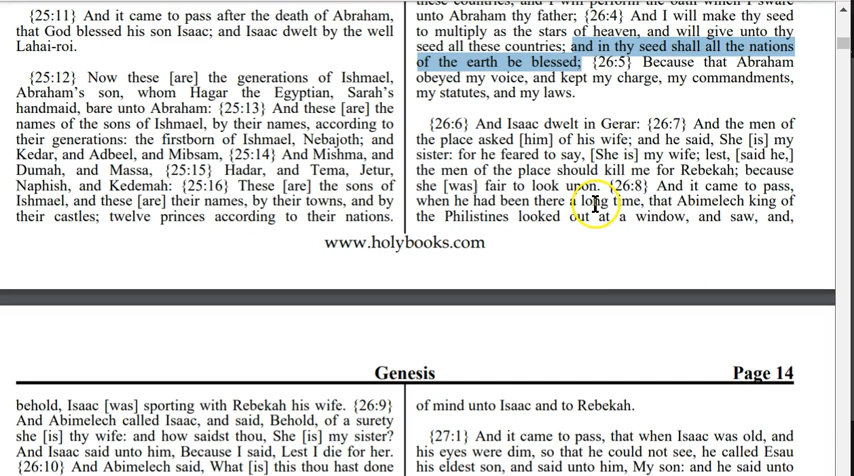 {25:11} And it came to pass after the death of Abraham,
that God blessed his son Isaac; and Isaac dwelt by the well
Lahai-roi.
{25:12} Now these [are] the generations of Ishmael,
Abraham's son, whom Hagar the Egyptian, Sarah's
handmaid, bare unto Abraham: {25:13} And these [are] the
names of the sons of Ishmael, by their names, according to
their generations: the firstborn of Ishmael, Nebajoth; and
Kedar, and Adbeel, and Mibsam, {25:14} And Mishma, and
Dumah, and Massa, {25:15} Hadar, and Tema, Jetur,
Naphish, and Kedemah: {25:16} These [are] the sons of
Ishmael, and these [are] their names, by their towns, and by
their castles; twelve princes according to their nations.
unto Abraham thy father; {26:4} And I will make thy seed
to multiply as the stars of heaven, and will give unto thy
seed all these countries; and in thy seed shall all the nations
of the earth be blessed; {26:5} Because that Abraham
obeyed my voice, and kept my charge, my commandments,
my statutes, and my laws.
{26:6} And Isaac dwelt in Gerar: {26:7} And the men of
the place asked [him] of his wife; and he said, She [is] my
sister: for he feared to say, [She is] my wife; lest, [said he,]
the men of the place should kill me for Rebekah; because
she [was] fair to look upon. {26:8} And it came to pass,
when he had been there a long time, that Abimelech king of
the Philistines looked out at a window, and saw, and,
www.holybooks.com
Genesis
Page 14
behold, Isaac [was] sporting with Rebekah his wife. {26:9}
And Abimelech called Isaac, and said, Behold, of a surety
she [is] thy wife: and how saidst thou, She [is] my sister?
And Isaac said unto him, Because I said, Lest I die for her.
{26:10} And Abimelech said, What [is] this thou hast done
of mind unto Isaac and to Rebekah.
{27:1} And it came to pass, that when Isaac was old, and
his eyes were dim, so that he could not see, he called Esau
his eldest son, and said unto him, My son: and he said unto